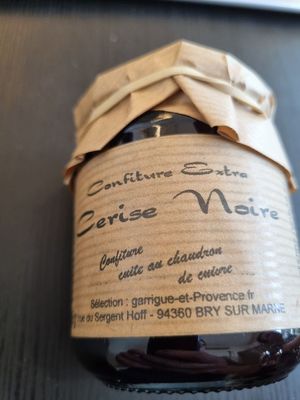 Confiture Extra
Cerise Noire
Confiture
cuite au chaudron
de cuivre
Sélection : garrigue-et-Provence.fr
rue du Sergent Hoff - 94360 BRY SUR MARNE